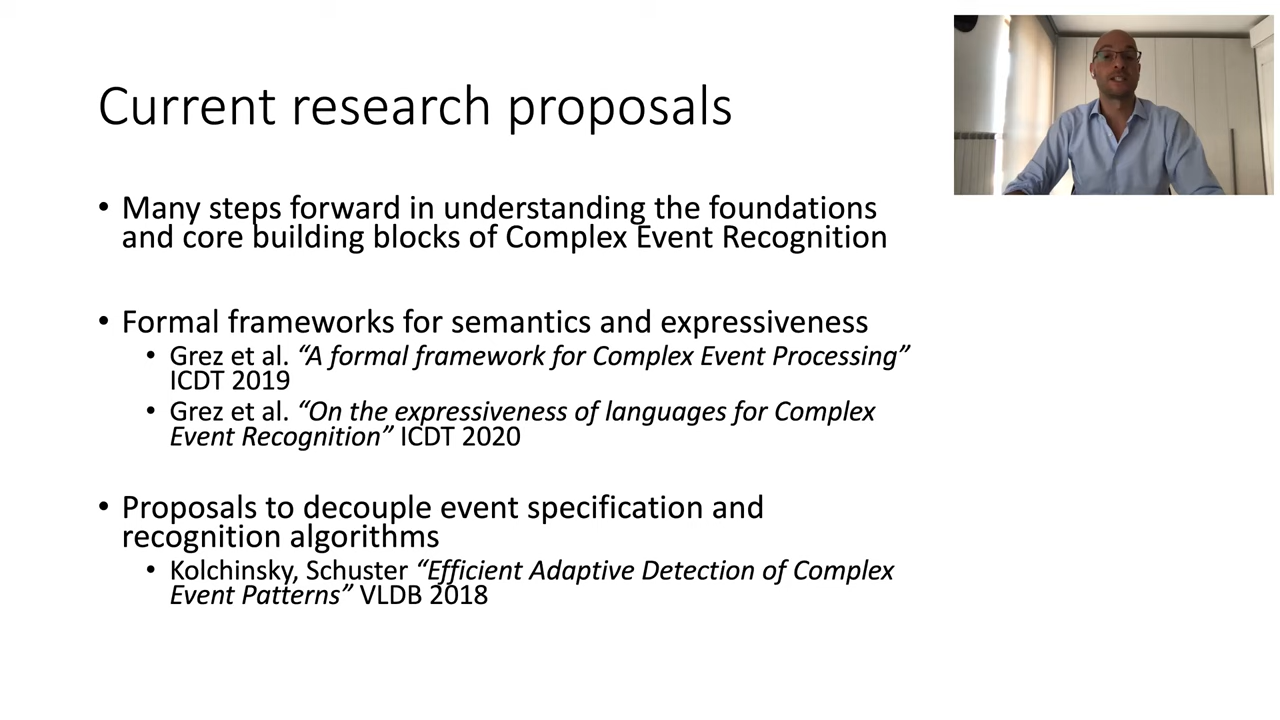 Current research proposals
• Many steps forward in understanding the foundations
and core building blocks of Complex Event Recognition
• Formal frameworks for semantics and expressiveness
• Grez et al. “A formal framework for Complex Event Processing”
ICDT 2019
• Grez et al. “On the expressiveness of languages for Complex
Event Recognition” ICDT 2020
• Proposals to decouple event specification and
recognition algorithms
• Kolchinsky, Schuster “Efficient Adaptive Detection of Complex
Event Patterns” VLDB 2018